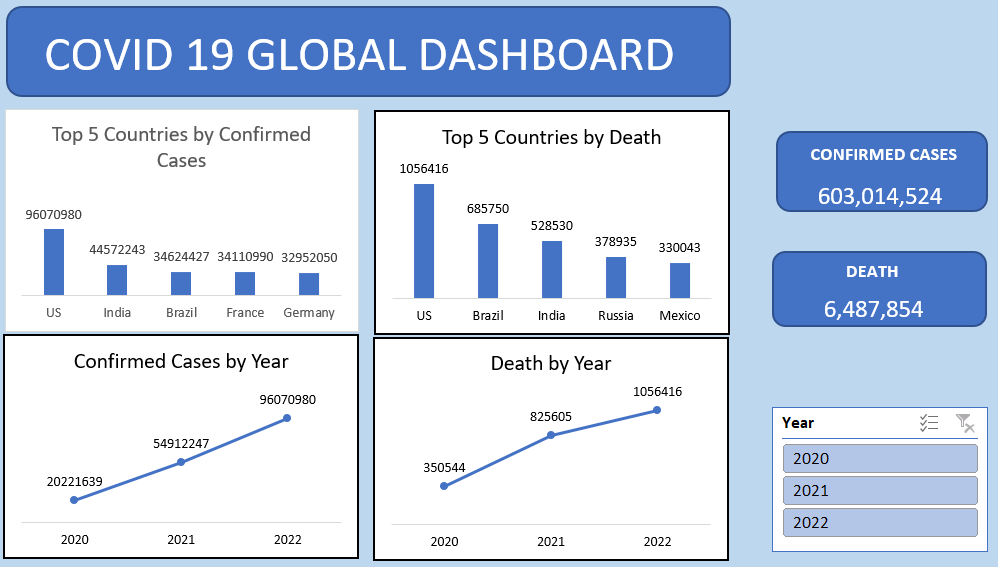 COVID 19 GLOBAL DASHBOARD
Top 5 Countries by Confirmed
Cases
96070980
44572243
34624427
34110990
32952050
US
India
Brazil
France
Germany
Top 5 Countries by Death
1056416
685750
528530
378935
330043
US
Brazil
India
Russia
Mexico
CONFIRMED CASES
603,014,524
DEATH
6,487,854
Confirmed Cases by Year
96070980
54912247
20221639
2020
2021
2022
Death by Year
1056416
825605
350544
2020
2021
2022
Year
2020
2021
2022